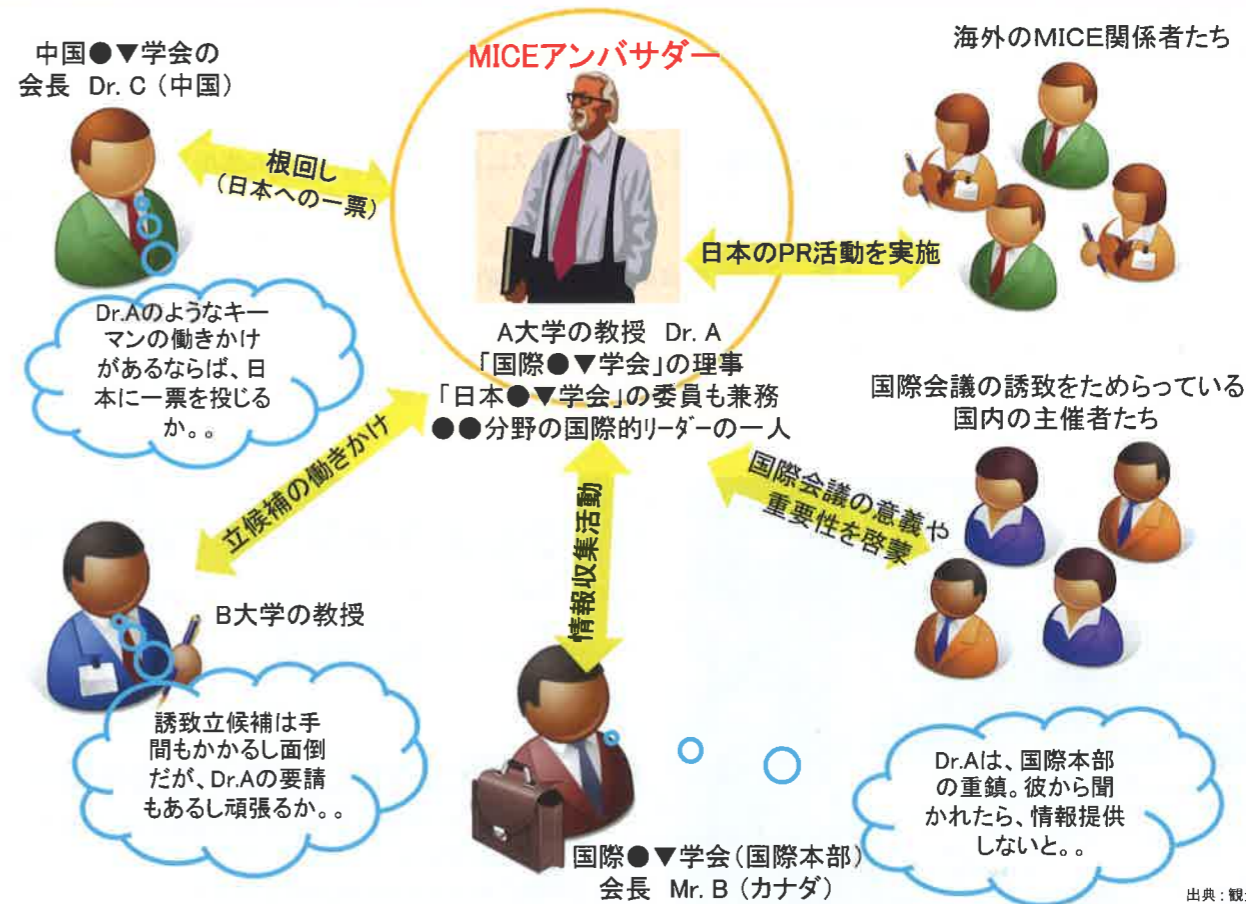 中国●▼学会の
会長 Dr. C (中国)
MICEアンバサダー
海外のMICE関係者たち
根回し
(日本への一票)
日本のPR活動を実施
Dr.Aのようなキー
マンの働きかけ
があるならば、日
本に一票を投じる
か。。
A大学の教授 Dr. A
「国際●▼学会」の理事
「日本●▼学会」の委員も兼務
●●分野の国際的リーダーの一人
国際会議の誘致をためらっている
国内の主催者たち
立候補の働きかけ
情報収集活動
国際会議の意義や
重要性を啓蒙
B大学の教授
誘致立候補は手
間もかかるし面倒
だが、Dr.Aの要請
もあるし頑張るか。。
Dr.Aは、国際本部
の重鎮。彼から聞
かれたら、情報提供
しないと。。
国際●▼学会(国際本部)
会長 Mr. B (カナダ)
出典:観